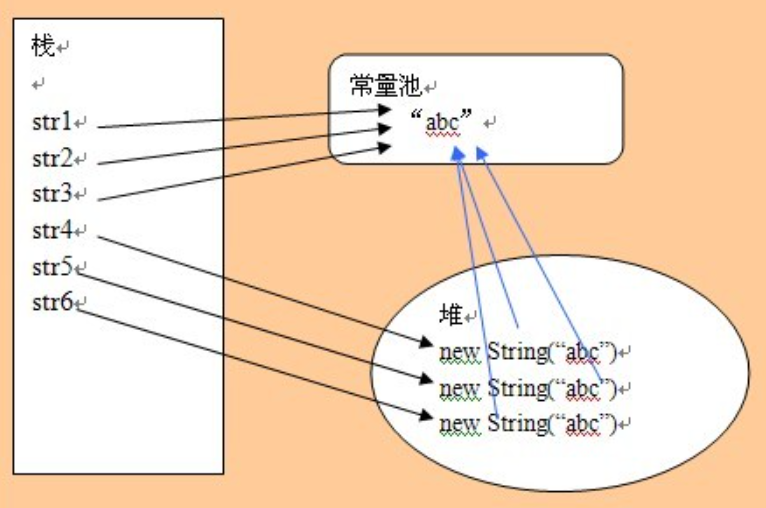 栈
str1
str2
str3
str4
str5
str6
常量池
“abc”
堆
new String(“abc”)
new String(“abc”)
new String(“abc”)